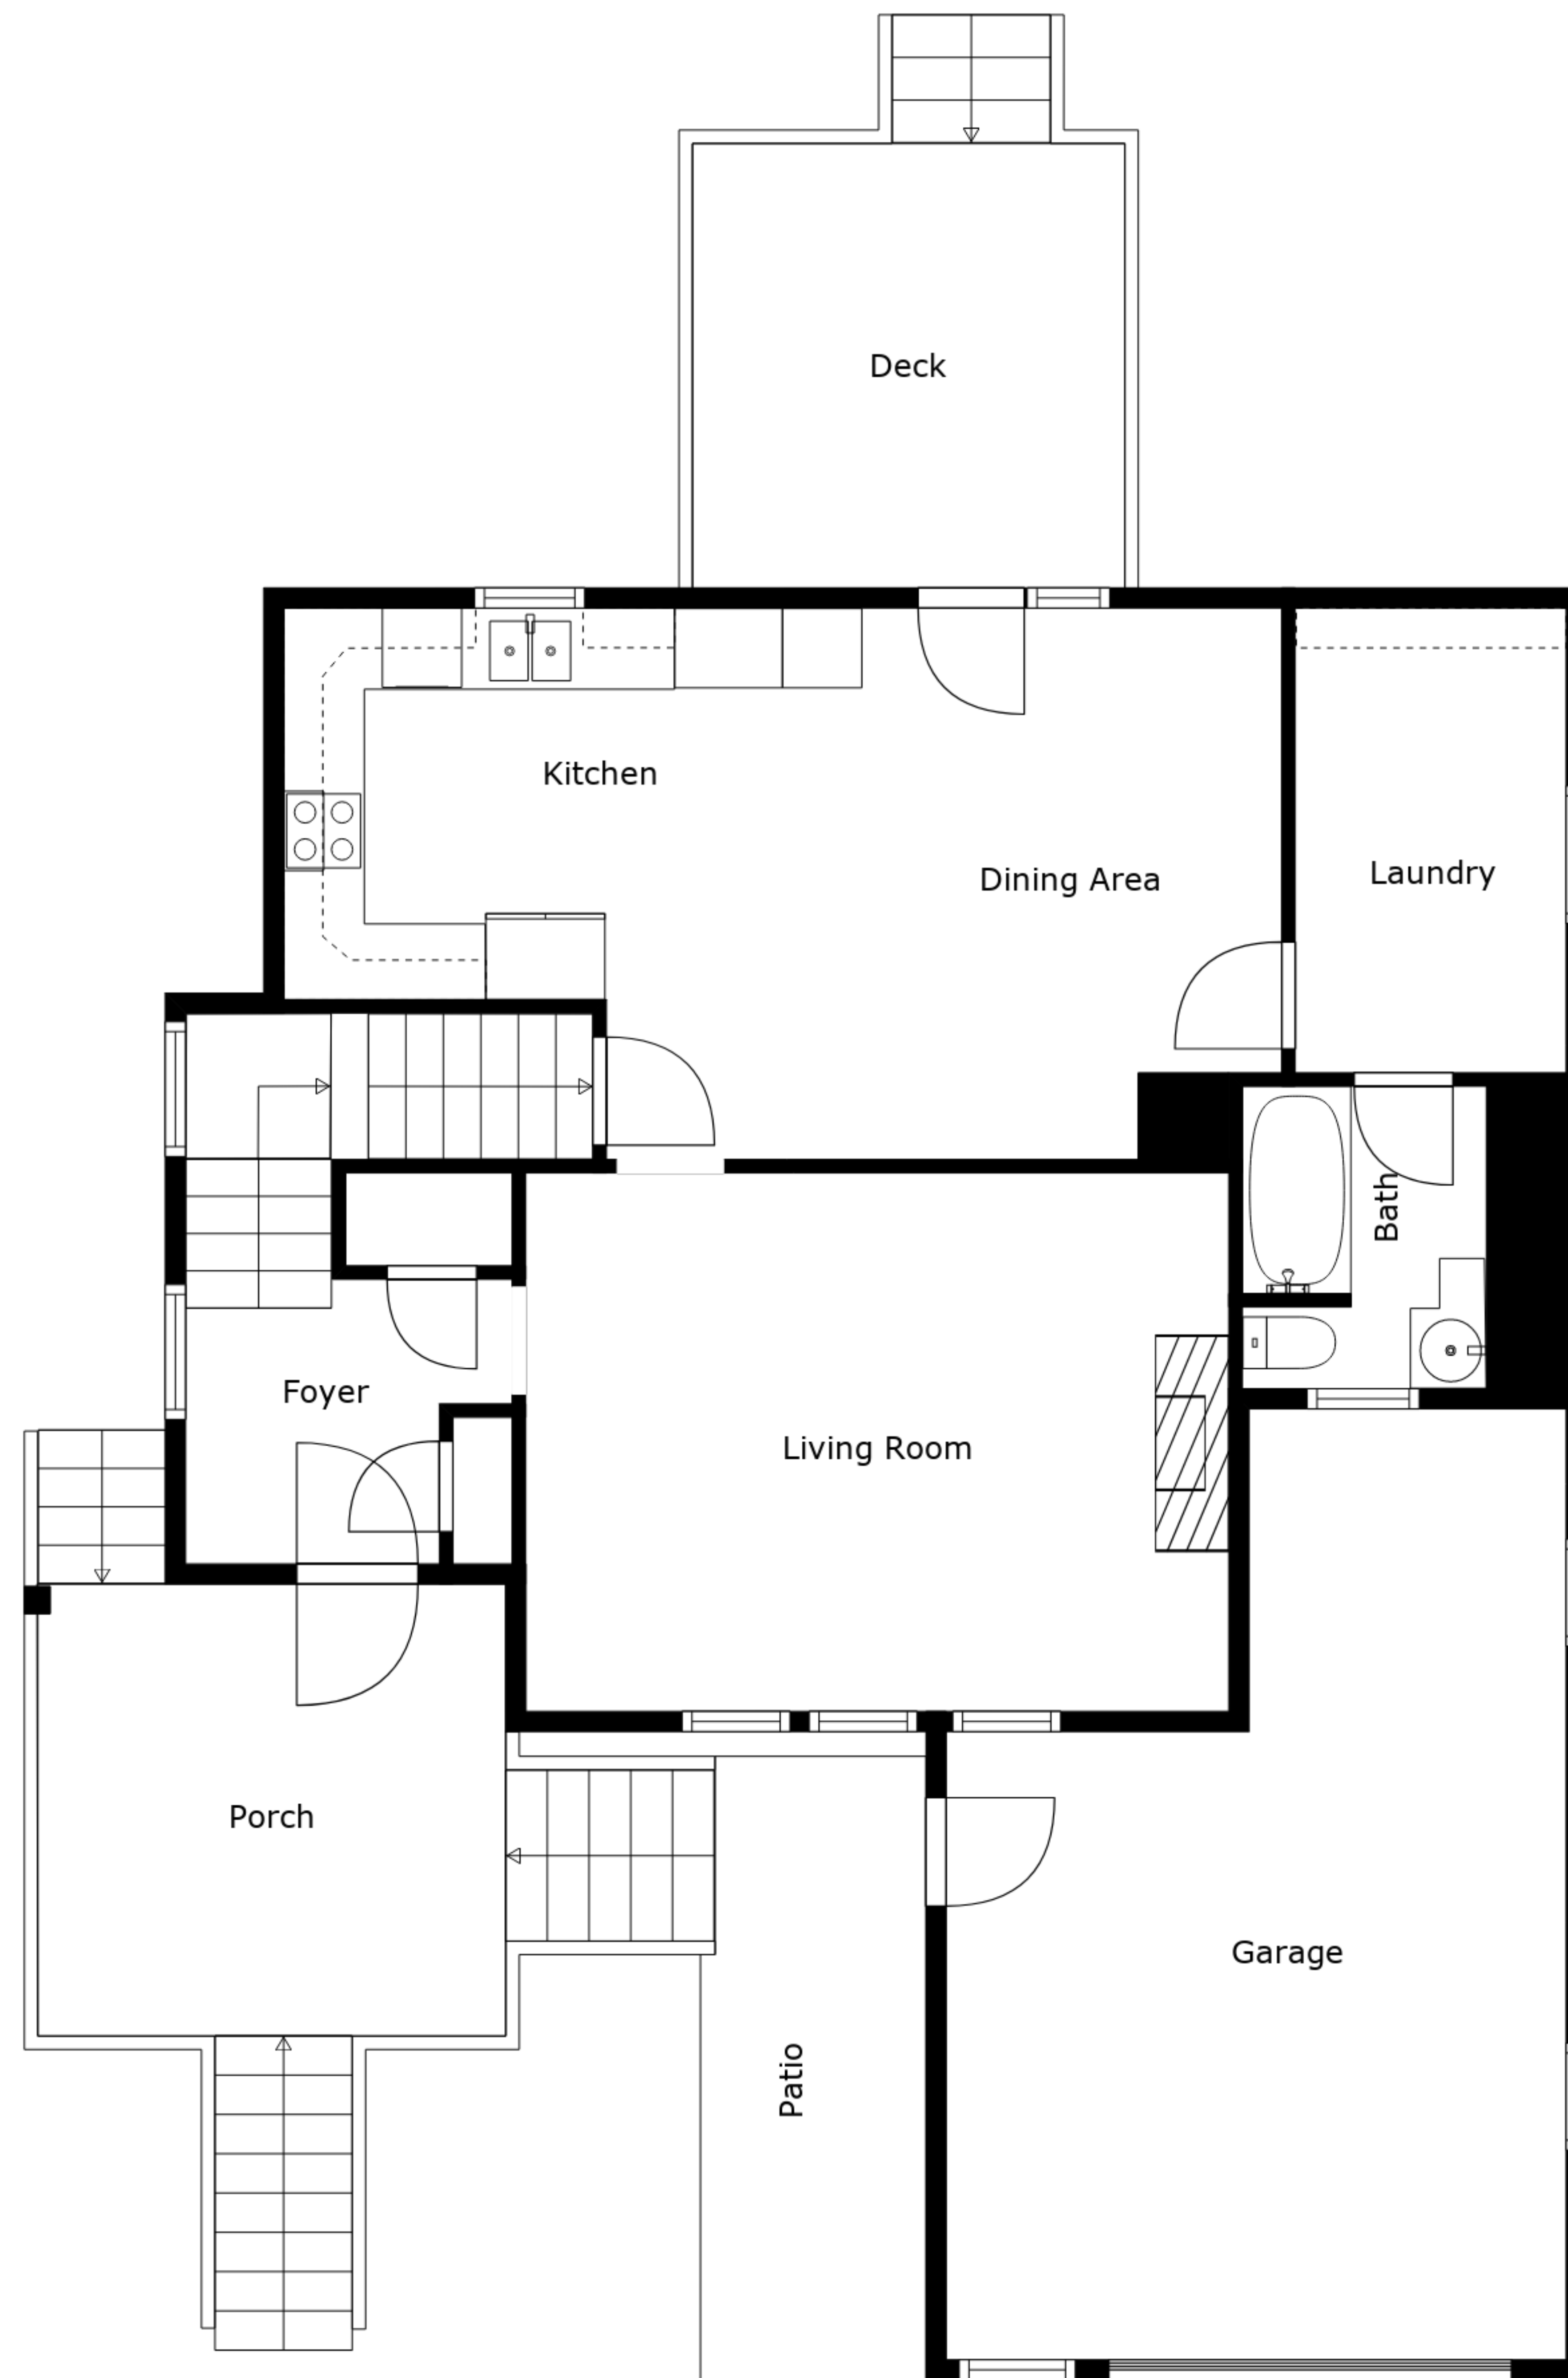 Deck
Kitchen
Dining Area
Laundry
Bath
Foyer
Living Room
Porch
Garage
Patio